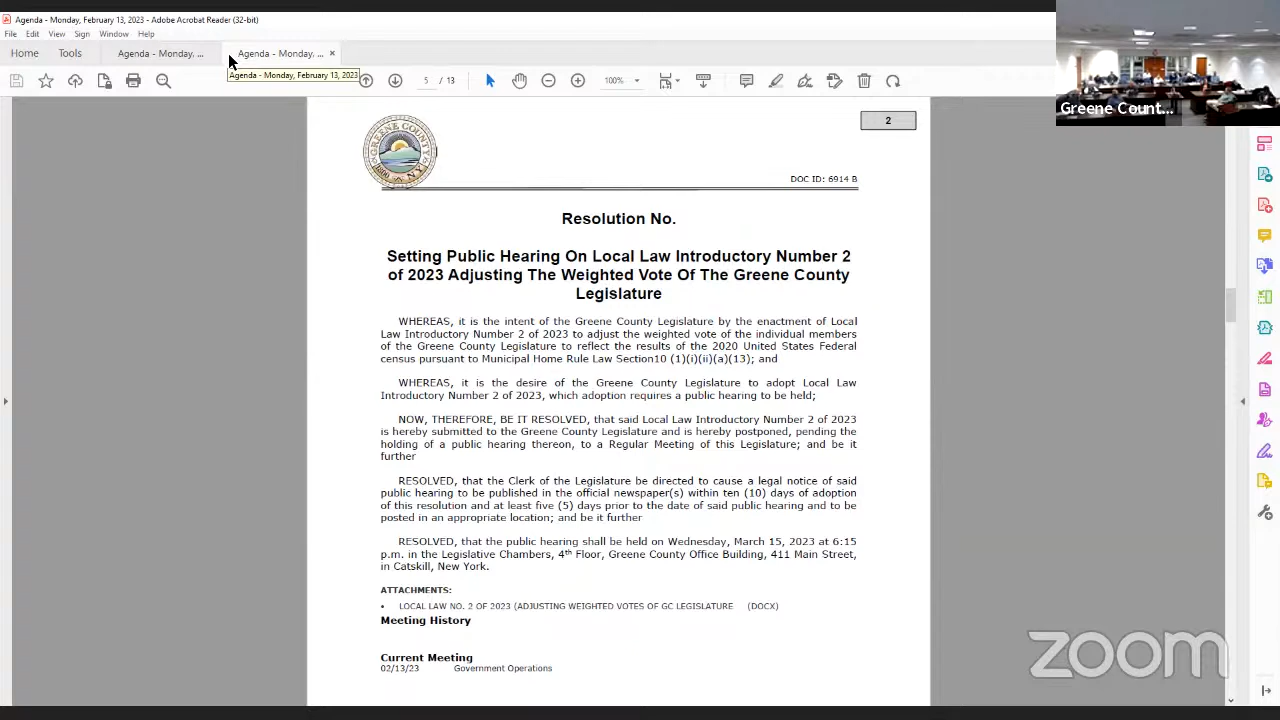 Agenda - Monday, February 13, 2023 - Adobe Acrobat Reader (32-bit)
File Edit View Sign Window Help
Home Tools Agenda - Monday, ... Agenda - Monday, ... ×
Agenda - Monday, February 13, 2023
5 / 13 100%
Greene Count...
2
GREENE COUNTY
1800 N.Y.
DOC ID: 6914 B
Resolution No.
Setting Public Hearing On Local Law Introductory Number 2
of 2023 Adjusting The Weighted Vote Of The Greene County
Legislature
WHEREAS, it is the intent of the Greene County Legislature by the enactment of Local
Law Introductory Number 2 of 2023 to adjust the weighted vote of the individual members
of the Greene County Legislature to reflect the results of the 2020 United States Federal
census pursuant to Municipal Home Rule Law Section10 (1)(i)(ii)(a)(13); and
WHEREAS, it is the desire of the Greene County Legislature to adopt Local Law
Introductory Number 2 of 2023, which adoption requires a public hearing to be held;
NOW, THEREFORE, BE IT RESOLVED, that said Local Law Introductory Number 2 of 2023
is hereby submitted to the Greene County Legislature and is hereby postponed, pending the
holding of a public hearing thereon, to a Regular Meeting of this Legislature; and be it
further
RESOLVED, that the Clerk of the Legislature be directed to cause a legal notice of said
public hearing to be published in the official newspaper(s) within ten (10) days of adoption
of this resolution and at least five (5) days prior to the date of said public hearing and to be
posted in an appropriate location; and be it further
RESOLVED, that the public hearing shall be held on Wednesday, March 15, 2023 at 6:15
p.m. in the Legislative Chambers, 4th Floor, Greene County Office Building, 411 Main Street,
in Catskill, New York.
ATTACHMENTS:
• LOCAL LAW NO. 2 OF 2023 (ADJUSTING WEIGHTED VOTES OF GC LEGISLATURE (DOCX)
Meeting History
Current Meeting
02/13/23 Government Operations
zoom